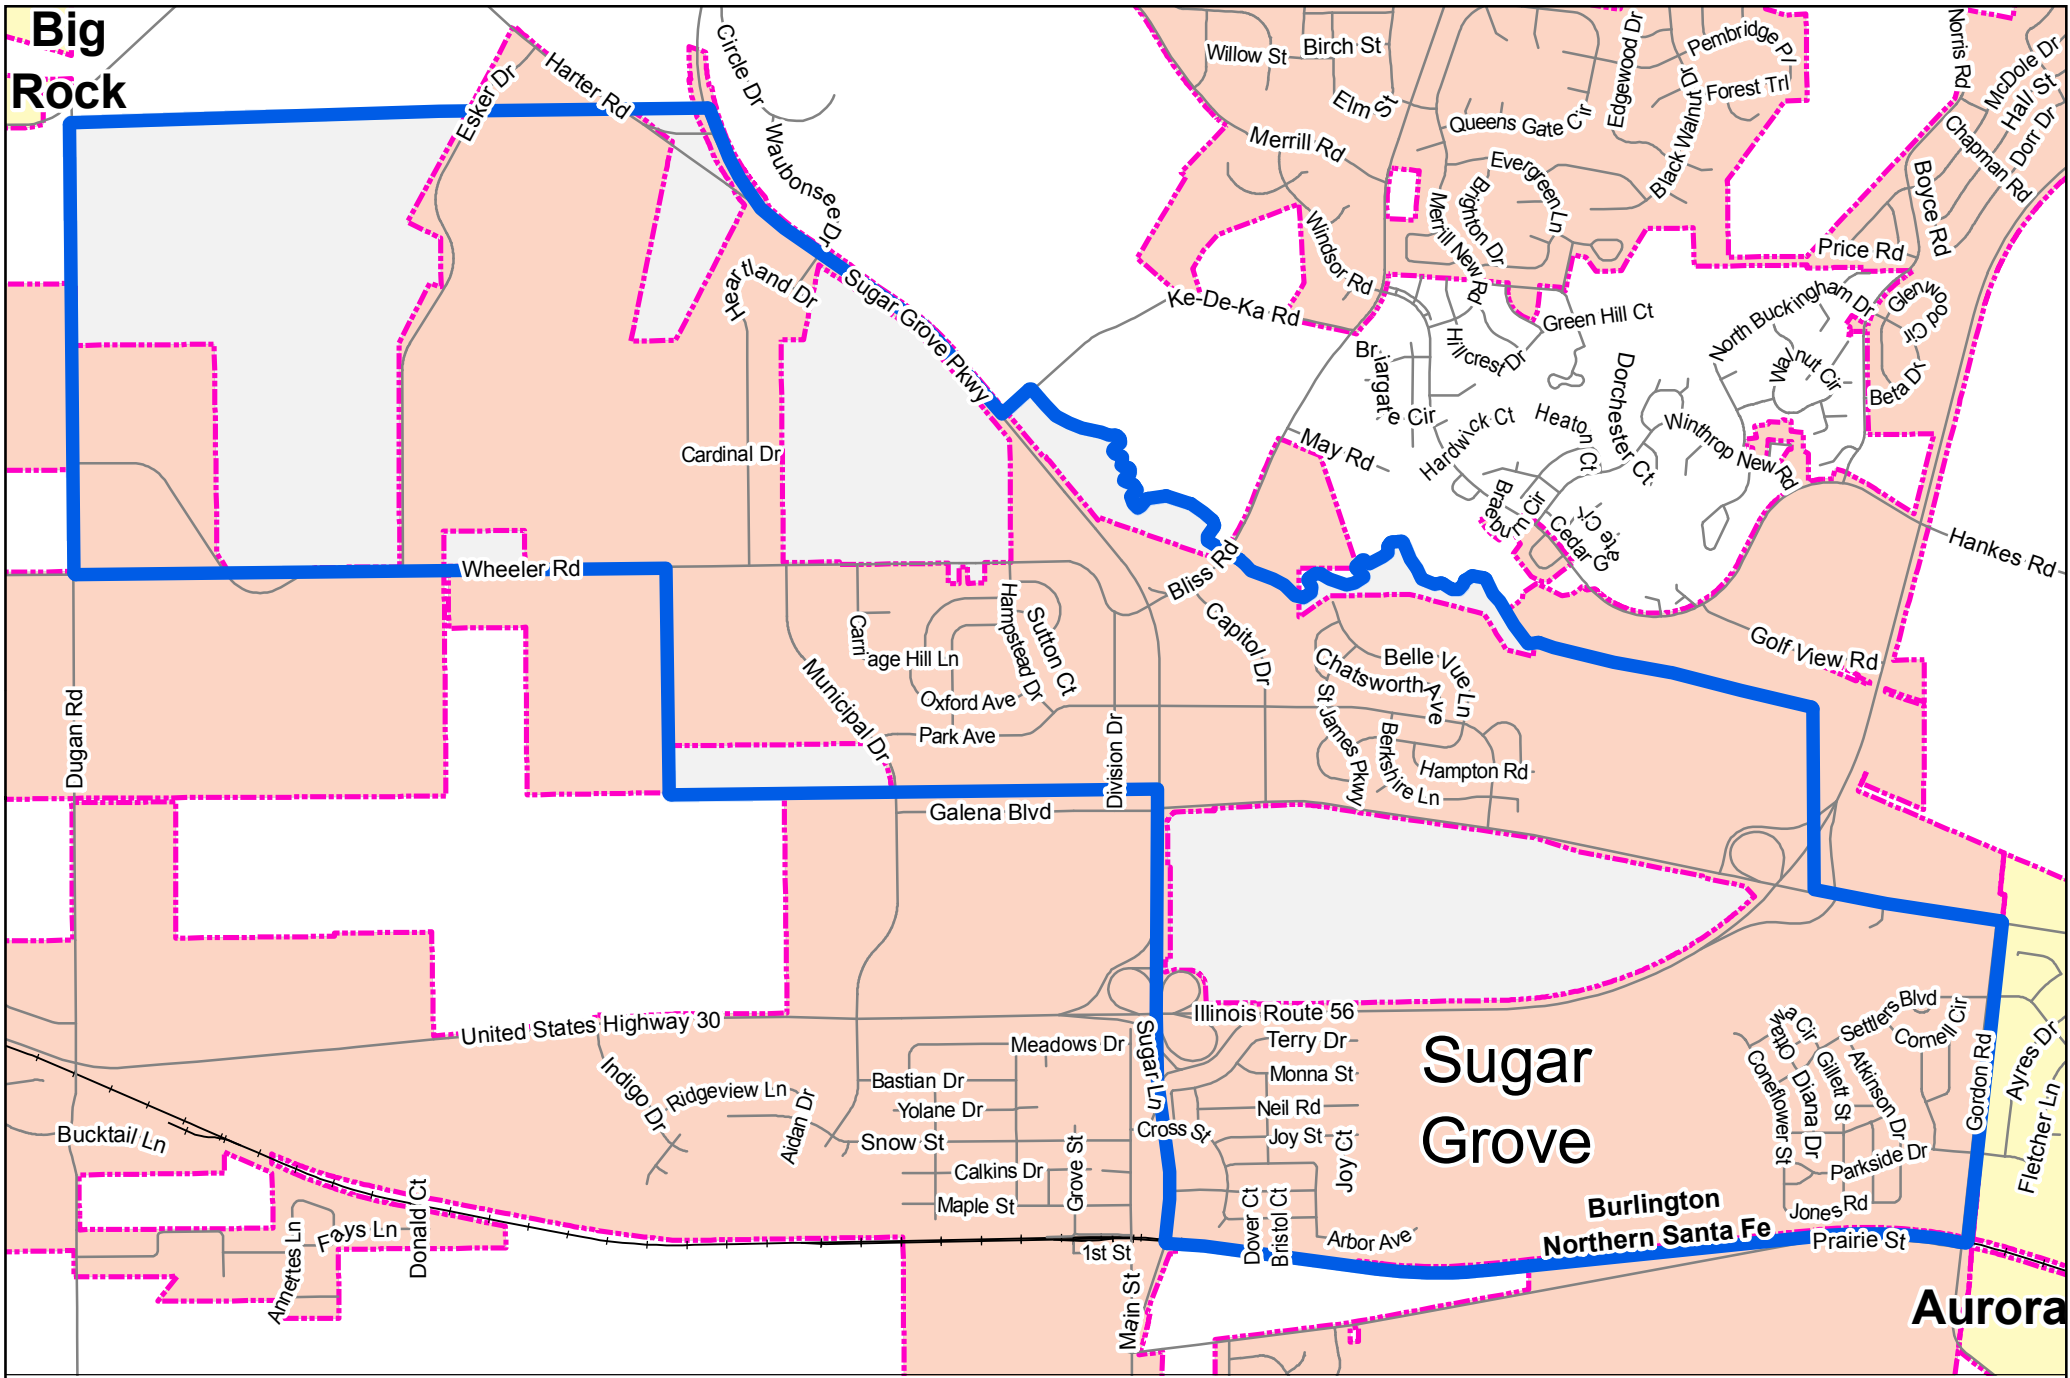 Big
Rock
Esker Dr
Harter Rd
Circle Dr
Waubonsee Dr
Willow St
Birch St
Elm St
Merrill Rd
Queens Gate Cir
Edgewood Dr
Pembridge Pl
Forest Trl
Black Walnut Dr
Norris Rd
McDole Dr
Hall St
Dorr Dr
Chapman Rd
Boyce Rd
Price Rd
Evergreen Ln
Brighton Dr
Merrill New Rd
Windsor Rd
Ke-De-Ka Rd
Heartland Dr
Sugar Grove Pkwy
Green Hill Ct
Hillcrest Dr
Briargate Cir
North Buckingham Dr
Glenwood Cir
Walnut Cir
Beta Dr
Dorchester Ct
Heaton Ct
Hardwick Ct
Winthrop New Rd
May Rd
Cardinal Dr
Braeburn Cir
Cedar Gate Cir
Hankes Rd
Wheeler Rd
Bliss Rd
Capitol Dr
Golf View Rd
Hampstead Dr
Sutton Ct
Carriage Hill Ln
Oxford Ave
Park Ave
Municipal Dr
Division Dr
Dugan Rd
Belle Vue Ln
Chatsworth Ave
St James Pkwy
Berkshire Ln
Hampton Rd
Galena Blvd
United States Highway 30
Illinois Route 56
Sugar
Grove
Meadows Dr
Sugar Ln
Terry Dr
Bastian Dr
Monna St
Yolane Dr
Neil Rd
Indigo Dr
Ridgeview Ln
Aidan Dr
Snow St
Cross St
Joy St
Joy Ct
Calkins Dr
Grove St
Maple St
Dover Ct
Bristol Ct
Arbor Ave
1st St
Main St
Bucktail Ln
Annettes Ln
Fays Ln
Donald Ct
Burlington
Northern Santa Fe
Ottawa Cir
Settlers Blvd
Cornell Cir
Coneflower St
Diana Dr
Gillett St
Atkinson Dr
Parkside Dr
Jones Rd
Prairie St
Gordon Rd
Ayres Dr
Fletcher Ln
Aurora